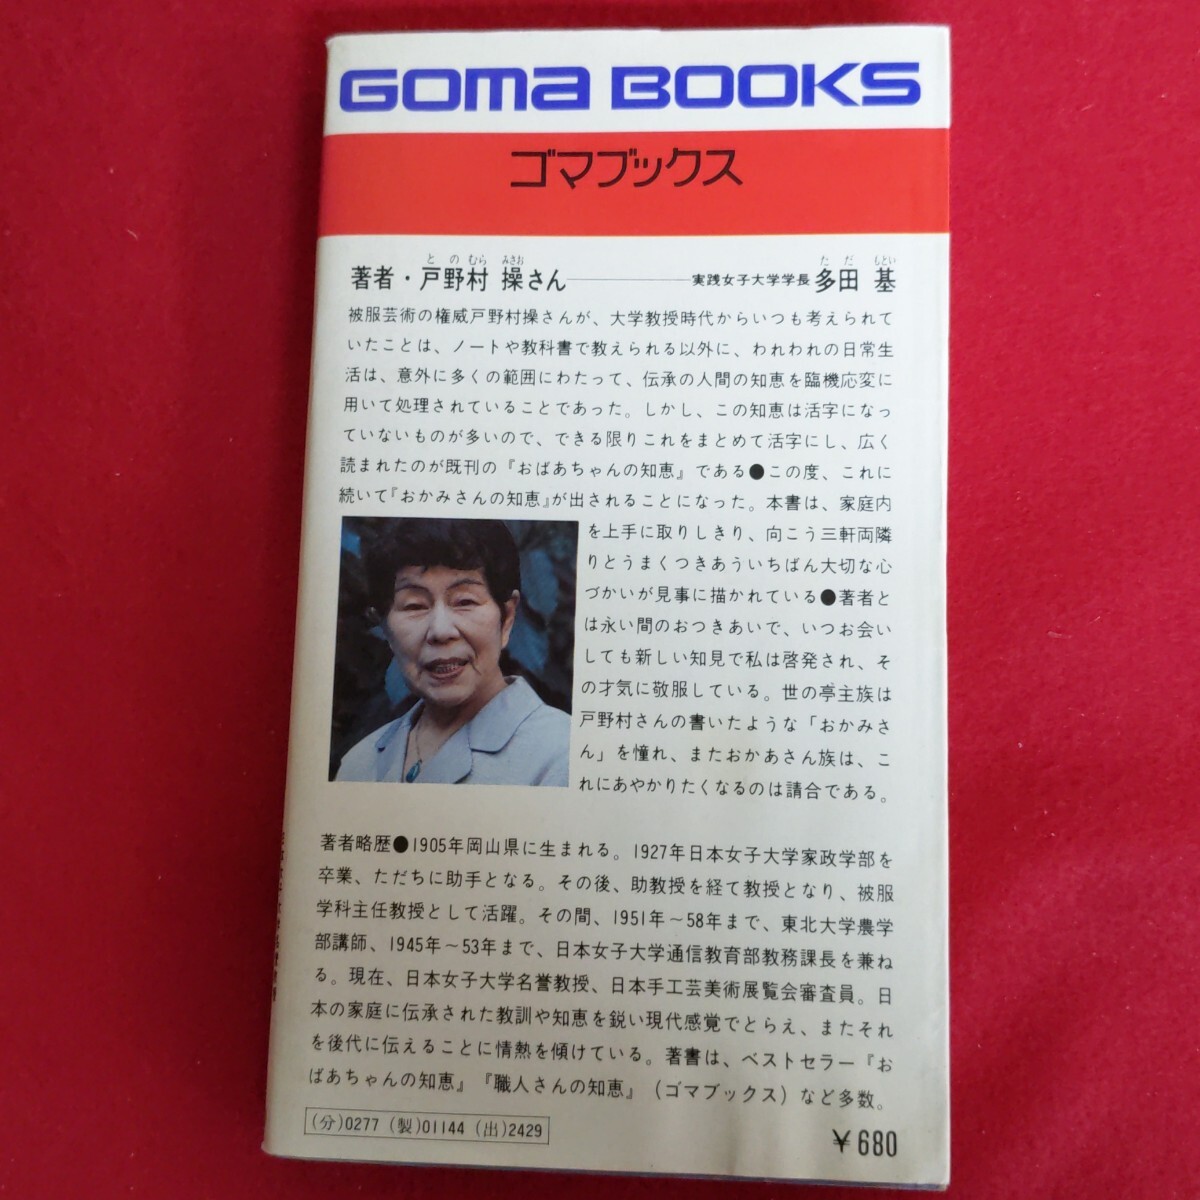 GOMA BOOKS
ゴマブックス
著者・戸野村 操さん――実践女子大学学長 多田 基
とのむら みさお ただ もとい
被服芸術の権威戸野村操さんが、大学教授時代からいつも考えられて
いたことは、ノートや教科書で教えられる以外に、われわれの日常生
活は、意外に多くの範囲にわたって、伝承の人間の知恵を臨機応変に
用いて処理されていることであった。しかし、この知恵は活字になっ
ていないものが多いので、できる限りこれをまとめて活字にし、広く
読まれたのが既刊の『おばあちゃんの知恵』である●この度、これに
続いて『おかみさんの知恵』が出されることになった。本書は、家庭内
を上手に取りしきり、向こう三軒両隣
りとうまくつきあういちばん大切な心
づかいが見事に描かれている●著者と
は永い間のおつきあいで、いつお会い
しても新しい知見で私は啓発され、そ
の才気に敬服している。世の亭主族は
戸野村さんの書いたような「おかみさ
ん」を憧れ、またおかあさん族は、こ
れにあやかりたくなるのは請合である。
著者略歴●1905年岡山県に生まれる。1927年日本女子大学家政学部を
卒業、ただちに助手となる。その後、助教授を経て教授となり、被服
学科主任教授として活躍。その間、1951年～58年まで、東北大学農学
部講師、1945年～53年まで、日本女子大学通信教育部教務課長を兼ね
る。現在、日本女子大学名誉教授、日本手工芸美術展覧会審査員。日
本の家庭に伝承された教訓や知恵を鋭い現代感覚でとらえ、またそれ
を後代に伝えることに情熱を傾けている。著書は、ベストセラー『お
ばあちゃんの知恵』『職人さんの知恵』(ゴマブックス)など多数。
(分)0277 (製)01144 (出)2429
￥680